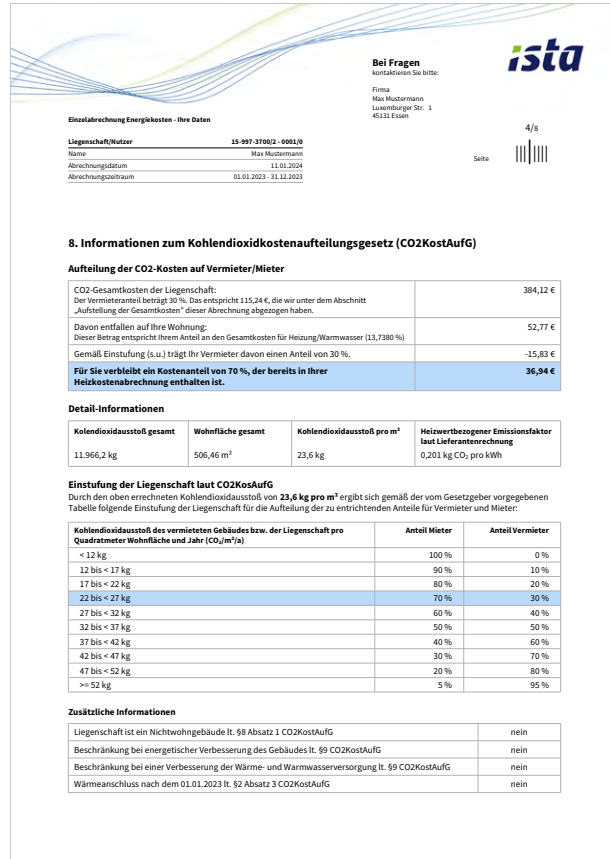 ista
Bei Fragen
kontaktieren Sie bitte:
Firma
Max Mustermann
Luxemburger Str. 1
45131 Essen
Einzelabrechnung Energiekosten - Ihre Daten
4/8
Liegenschaft/Nutzer 15-997-3700/2 - 0001/0
Name Max Mustermann
Seite
Abrechnungsdatum 11.01.2024
Abrechnungszeitraum 01.01.2023 - 31.12.2023
8. Informationen zum Kohlendioxidkostenaufteilungsgesetz (CO2KostAufG)
Aufteilung der CO2-Kosten auf Vermieter/Mieter
CO2-Gesamtkosten der Liegenschaft: 384,12 €
Der Vermieteranteil beträgt 30 %. Das entspricht 115,24 €, die wir unter dem Abschnitt
„Aufstellung der Gesamtkosten" dieser Abrechnung abgezogen haben.
Davon entfallen auf Ihre Wohnung: 52,77 €
Dieser Betrag entspricht Ihrem Anteil an den Gesamtkosten für Heizung/Warmwasser (13,7380 %)
Gemäß Einstufung (s.u.) trägt Ihr Vermieter davon einen Anteil von 30 %. -15,83 €
Für Sie verbleibt ein Kostenanteil von 70 %, der bereits in Ihrer 36,94 €
Heizkostenabrechnung enthalten ist.
Detail-Informationen
Kolendioxidausstoß gesamt Wohnfläche gesamt Kohlendioxidausstoß pro m² Heizwertbezogener Emissionsfaktor
laut Lieferantenrechnung
11.966,2 kg 506,46 m² 23,6 kg 0,201 kg CO₂ pro kWh
Einstufung der Liegenschaft laut CO2KosAufG
Durch den oben errechneten Kohlendioxidausstoß von 23,6 kg pro m² ergibt sich gemäß der vom Gesetzgeber vorgegebenen
Tabelle folgende Einstufung der Liegenschaft für die Aufteilung der zu entrichtenden Anteile für Vermieter und Mieter:
Kohlendioxidausstoß des vermieteten Gebäudes bzw. der Liegenschaft pro Anteil Mieter Anteil Vermieter
Quadratmeter Wohnfläche und Jahr (CO₂/m²/a)
< 12 kg 100 % 0 %
12 bis < 17 kg 90 % 10 %
17 bis < 22 kg 80 % 20 %
22 bis < 27 kg 70 % 30 %
27 bis < 32 kg 60 % 40 %
32 bis < 37 kg 50 % 50 %
37 bis < 42 kg 40 % 60 %
42 bis < 47 kg 30 % 70 %
47 bis < 52 kg 20 % 80 %
>= 52 kg 5 % 95 %
Zusätzliche Informationen
Liegenschaft ist ein Nichtwohngebäude lt. §8 Absatz 1 CO2KostAufG nein
Beschränkung bei energetischer Verbesserung des Gebäudes lt. §9 CO2KostAufG nein
Beschränkung bei einer Verbesserung der Wärme- und Warmwasserversorgung lt. §9 CO2KostAufG nein
Wärmeanschluss nach dem 01.01.2023 lt. §2 Absatz 3 CO2KostAufG nein